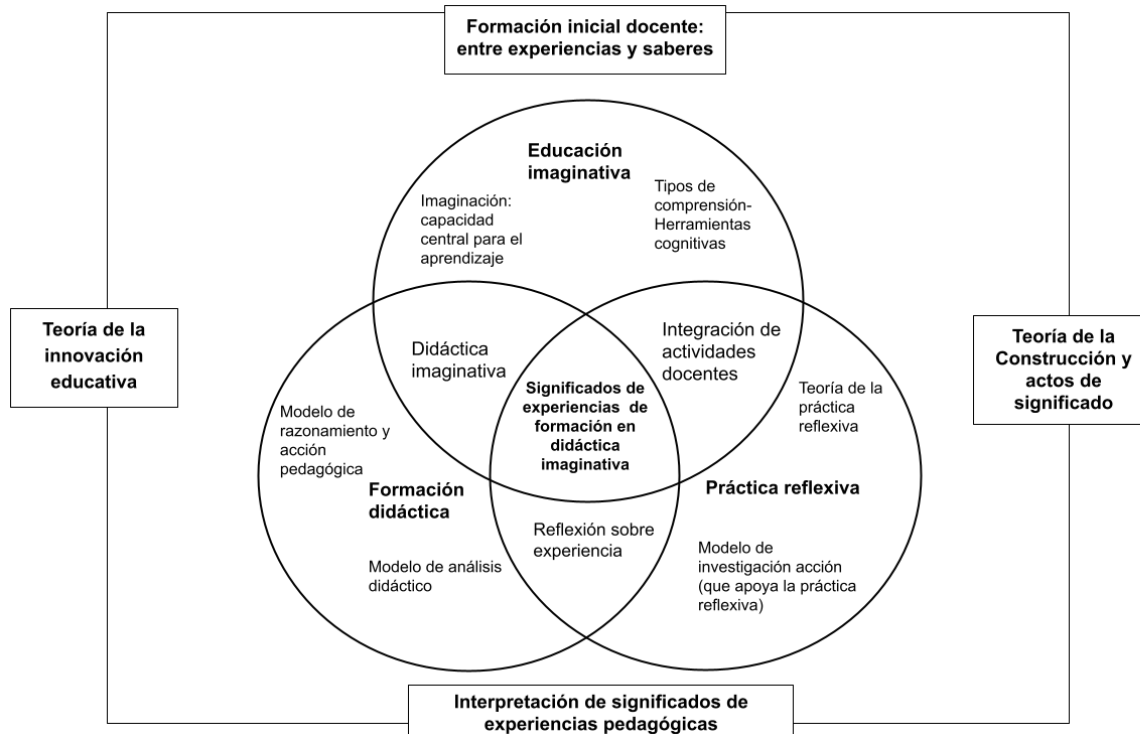 Formación inicial docente:
entre experiencias y saberes
Educación
imaginativa
Imaginación:
capacidad
central para el
aprendizaje
Tipos de
comprensión-
Herramientas
cognitivas
Teoría de la
innovación
educativa
Didáctica
imaginativa
Integración de
actividades
docentes
Teoría de la
Construcción y
actos de
significado
Significados de
experiencias de
formación en
didáctica
imaginativa
Teoría de la
práctica
reflexiva
Modelo de
razonamiento y
acción
pedagógica
Formación
didáctica
Práctica reflexiva
Reflexión sobre
experiencia
Modelo de análisis
didáctico
Modelo de
investigación acción
(que apoya la práctica
reflexiva)
Interpretación de significados de
experiencias pedagógicas